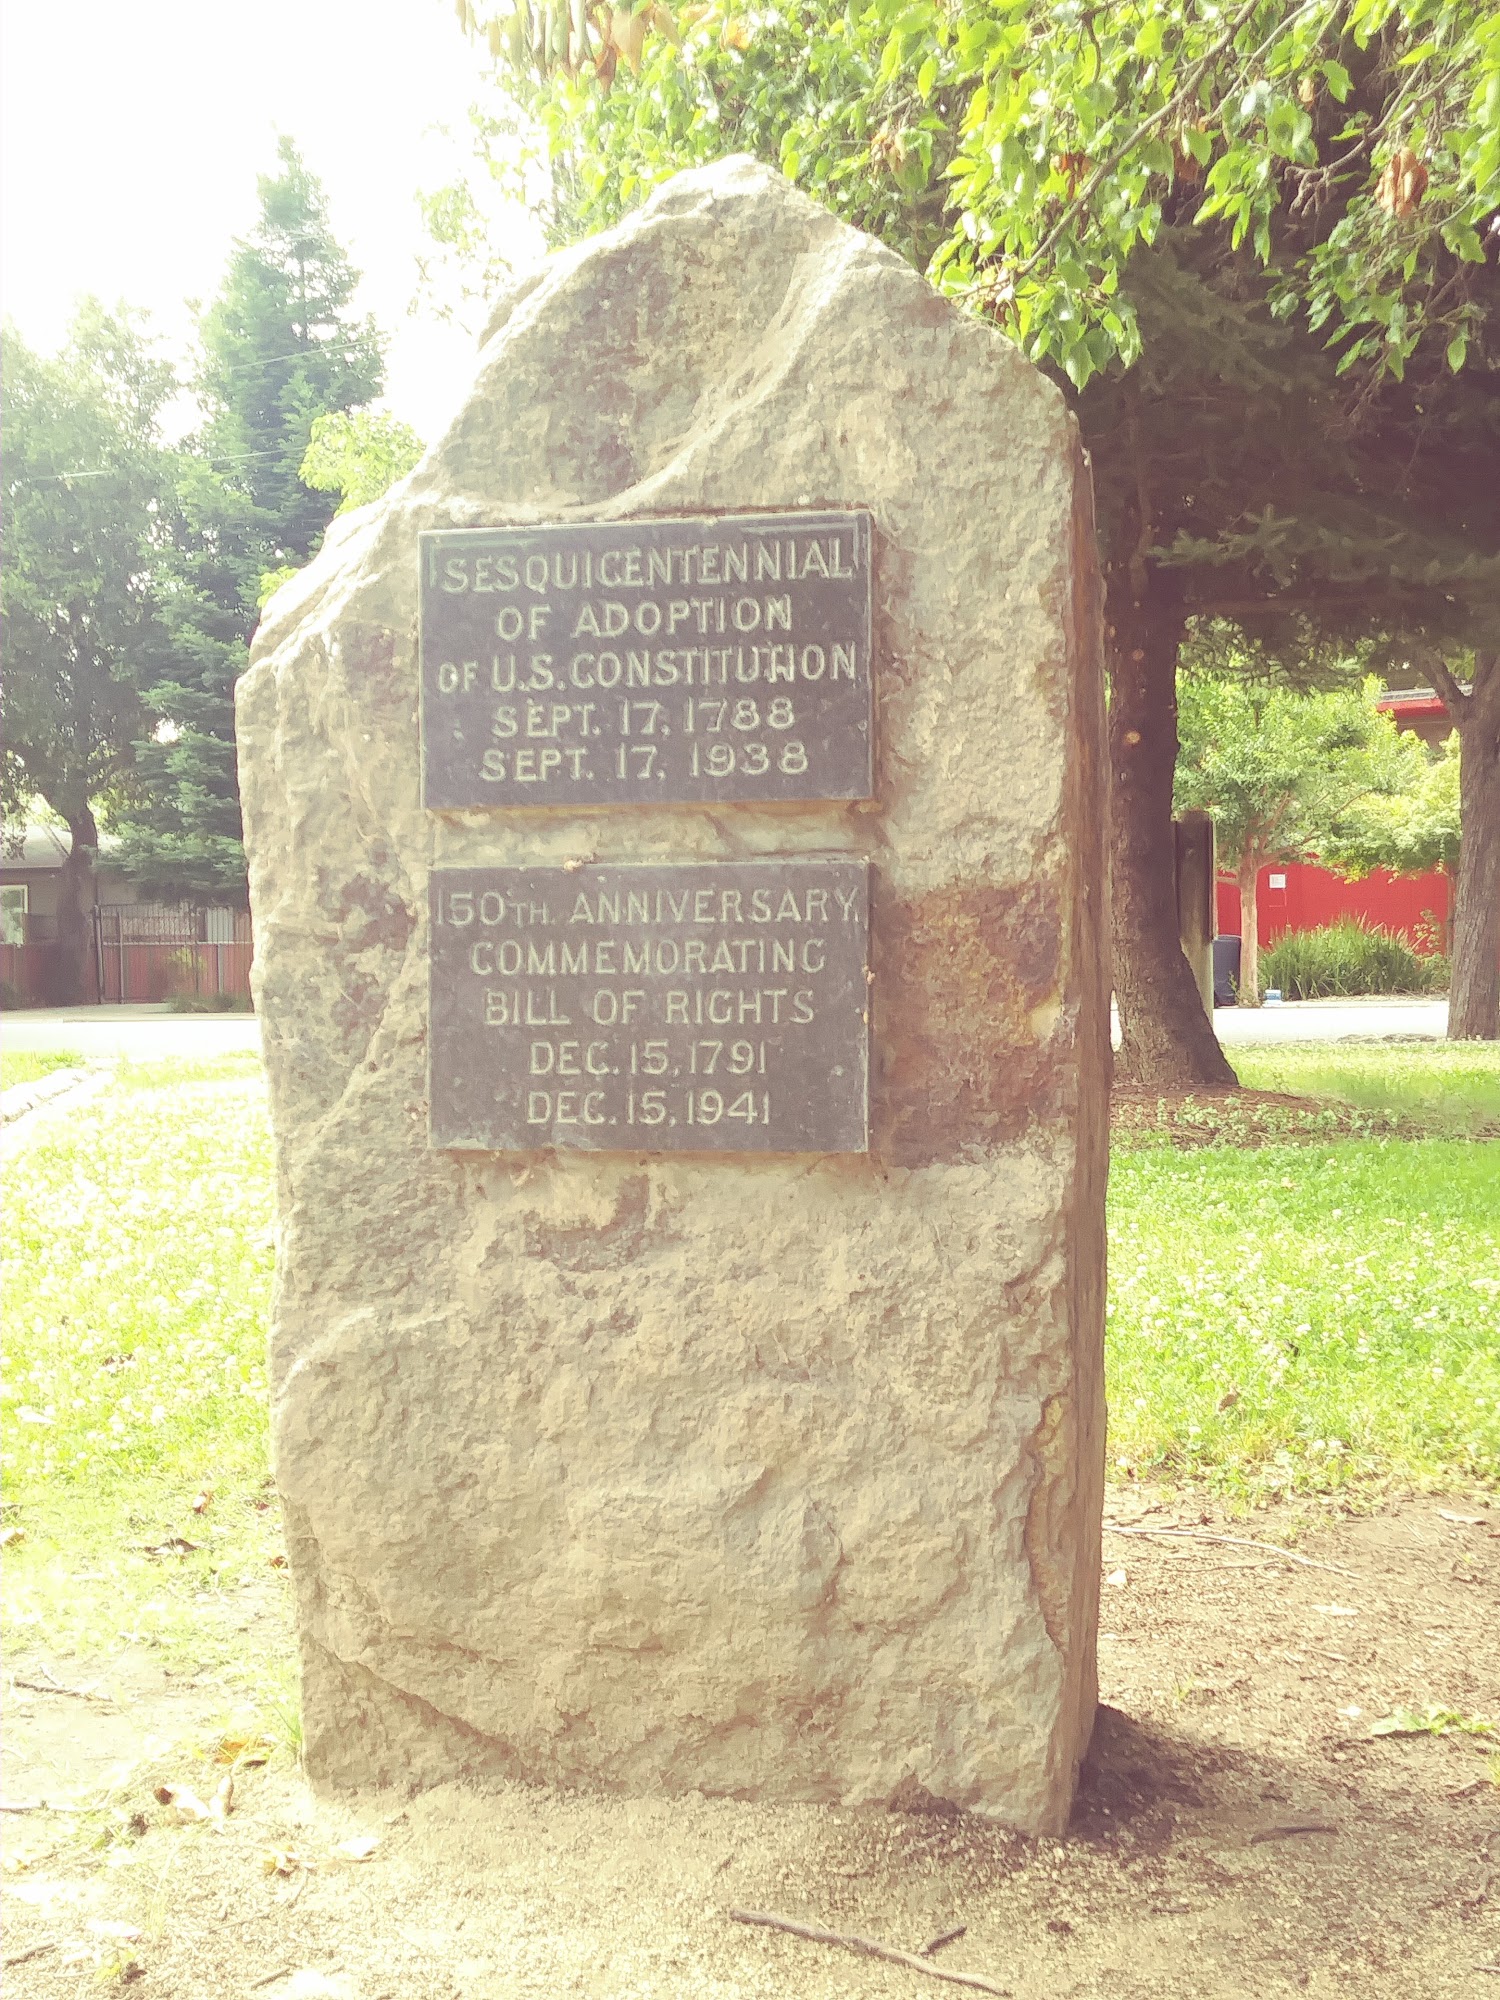 SESQUICENTENNIAL
OF ADOPTION
OF U.S. CONSTITUTION
SEPT. 17, 1788
SEPT. 17, 1938
150TH. ANNIVERSARY
COMMEMORATING
BILL OF RIGHTS
DEC. 15, 1791
DEC. 15, 1941